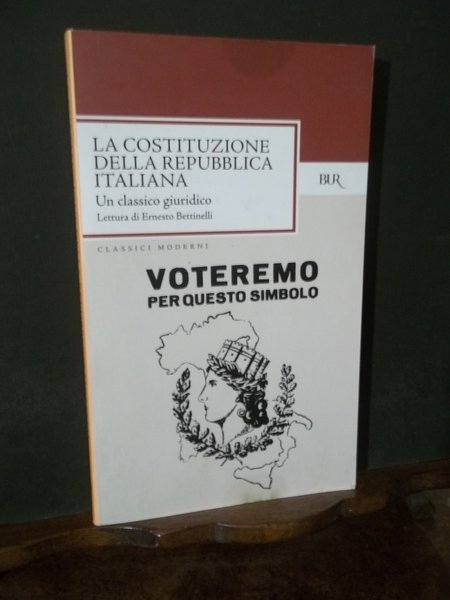 LA COSTITUZIONE
DELLA REPUBBLICA
ITALIANA
Un classico giuridico
Lettura di Ernesto Bettinelli
BUR
CLASSICI MODERNI
VOTEREMO
PER QUESTO SIMBOLO